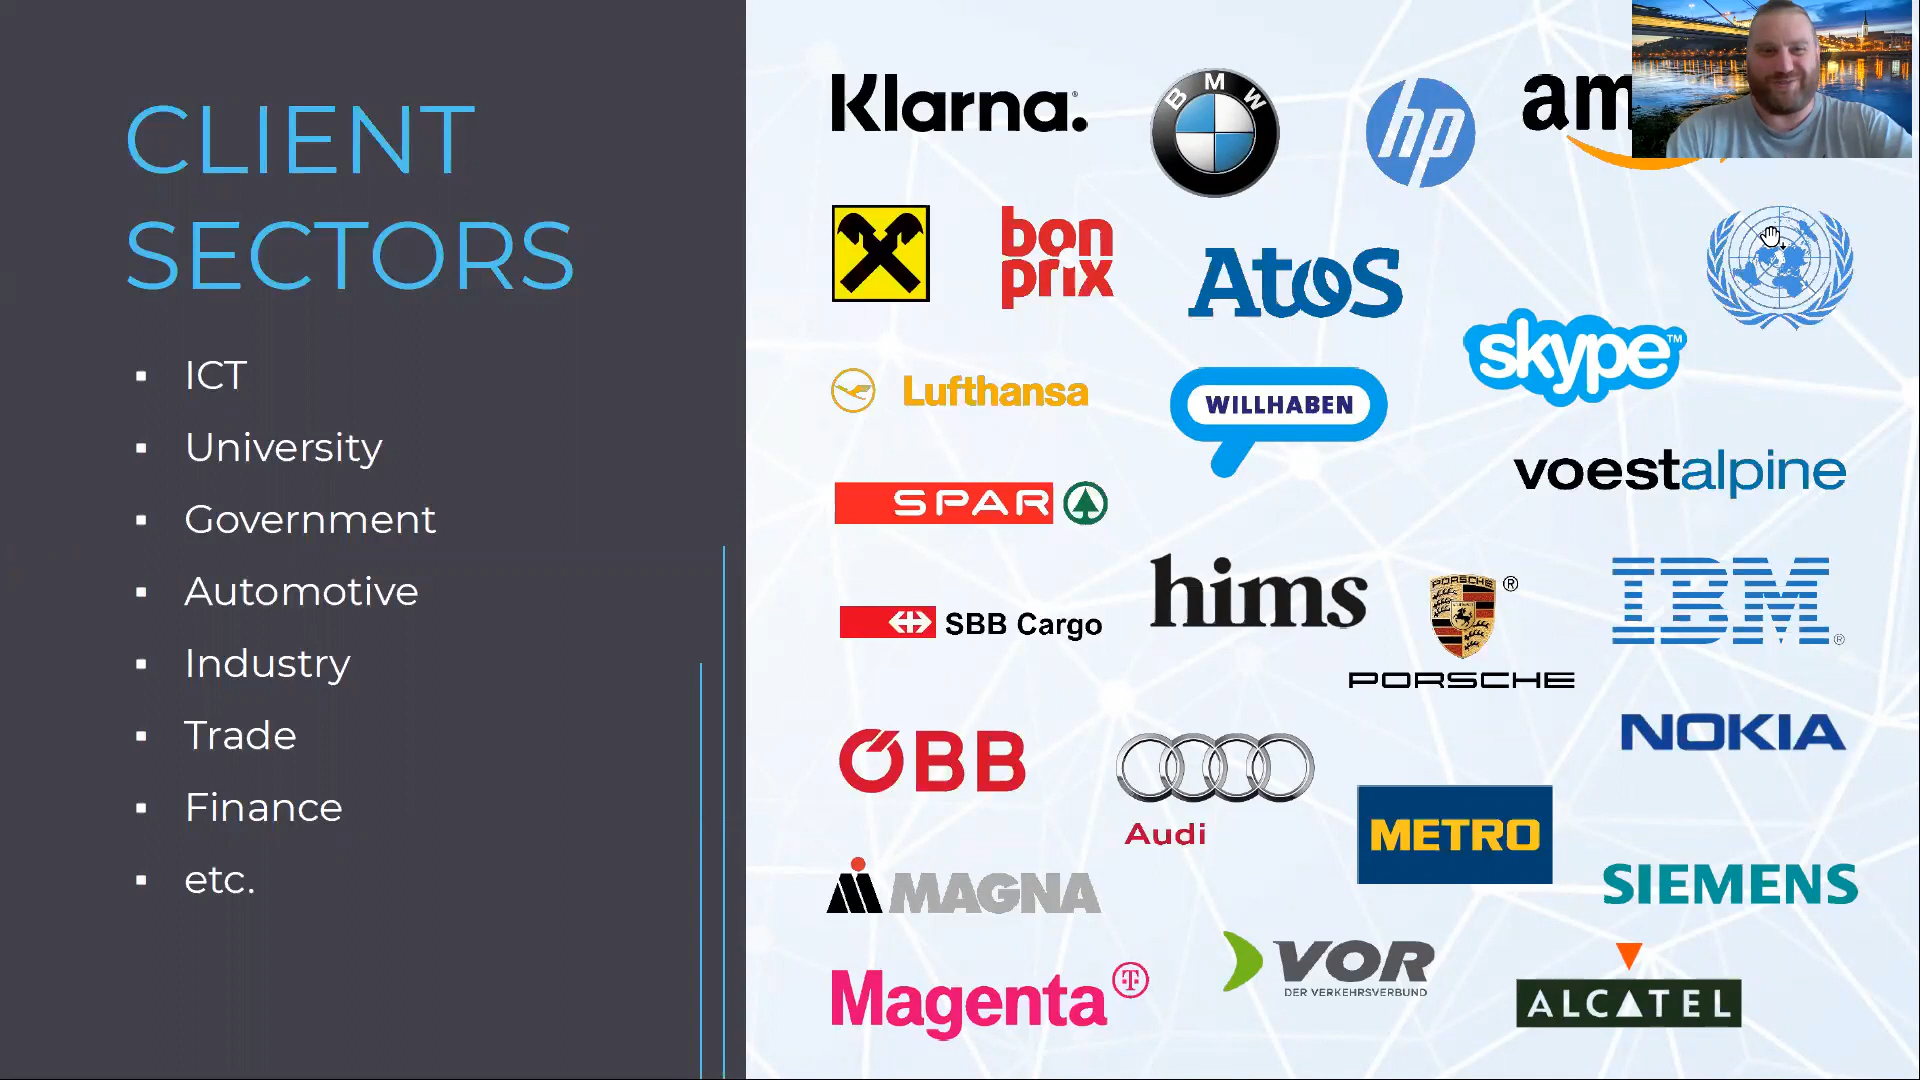 CLIENT
SECTORS
▪ ICT
▪ University
▪ Government
▪ Automotive
▪ Industry
▪ Trade
▪ Finance
▪ etc.
Klarna.
BMW
hp
am
bon
prix
Atos
skype™
Lufthansa
WILLHABEN
voestalpine
SPAR
hims
PORSCHE
®
PORSCHE
IBM®
SBB Cargo
NOKIA
ÖBB
Audi
METRO
MAGNA
SIEMENS
VOR
DER VERKEHRSVERBUND
Magenta
T
ALCATEL